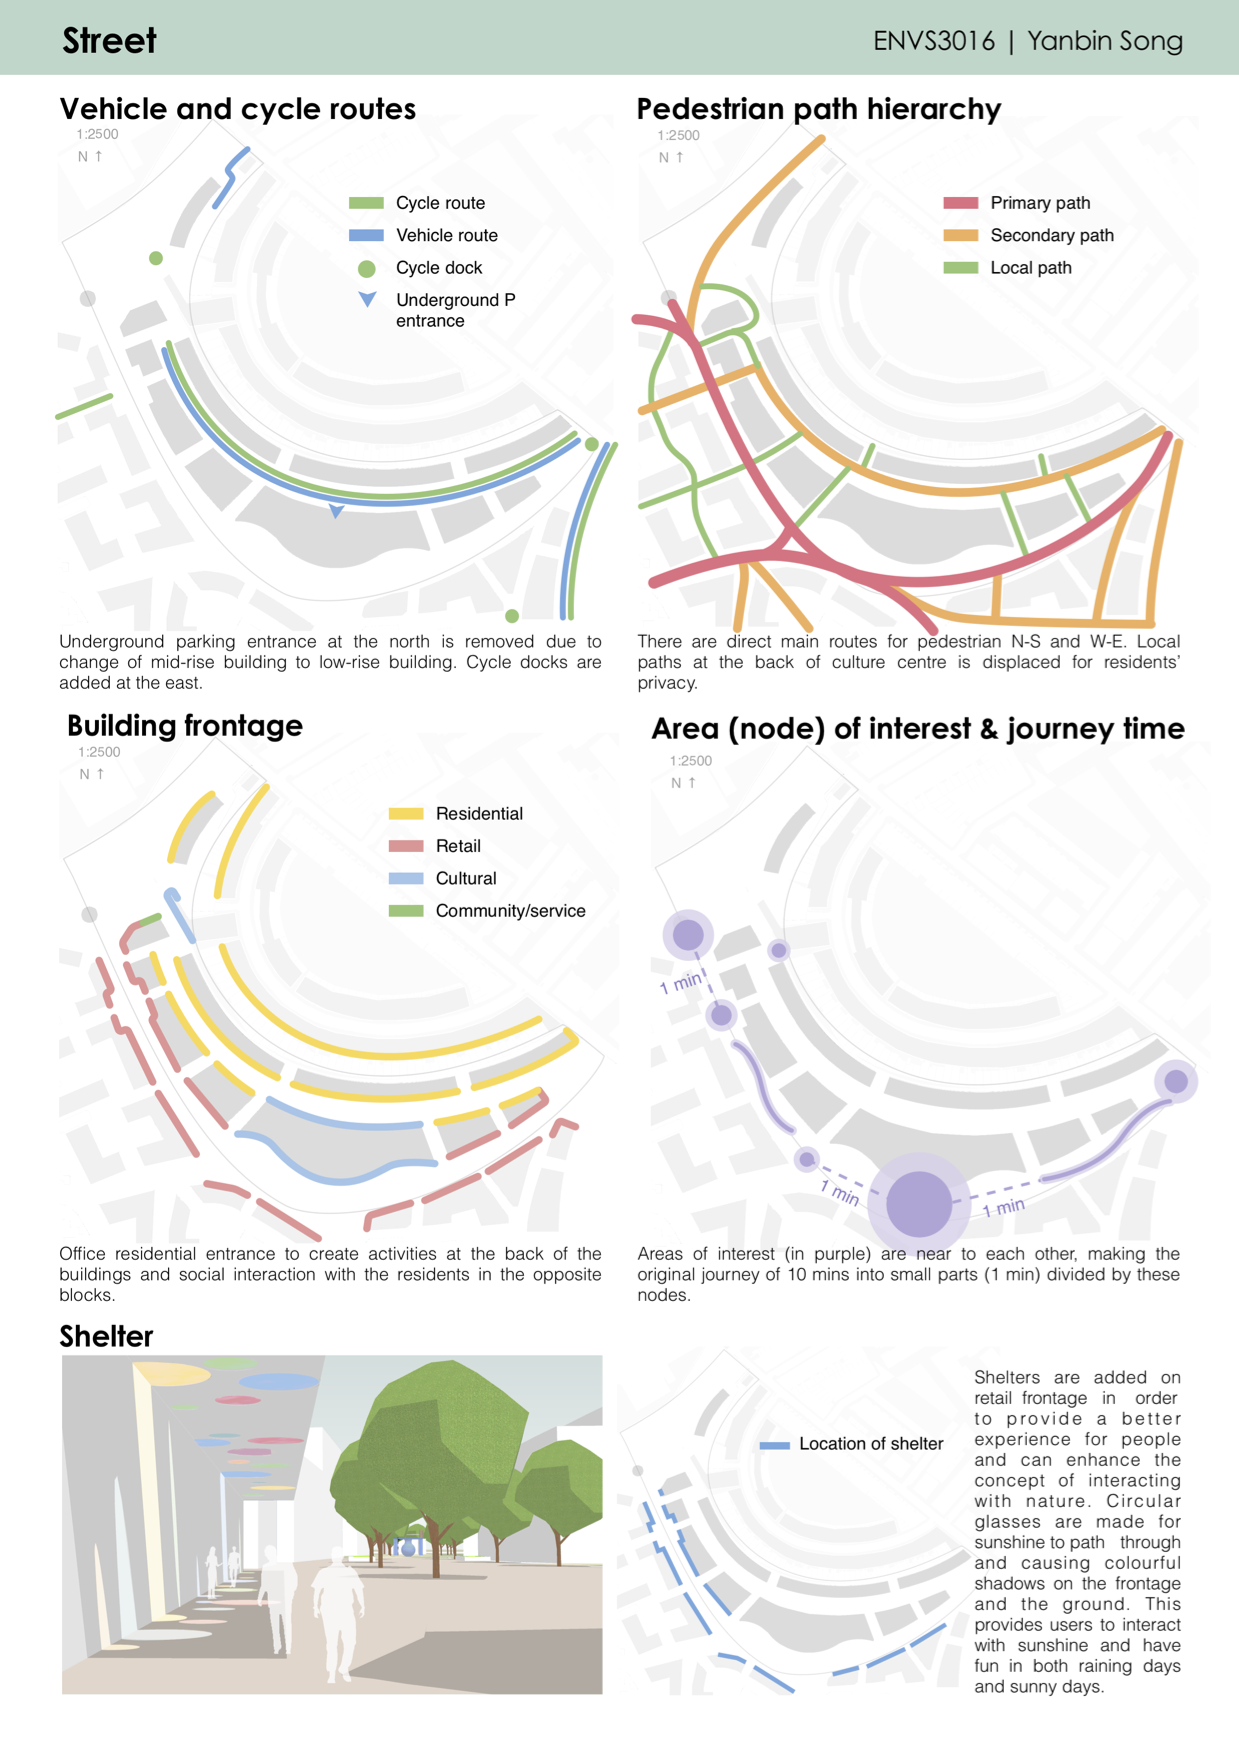 Street
ENVS3016 | Yanbin Song
Vehicle and cycle routes
1:2500
N ↑
Cycle route
Vehicle route
Cycle dock
Underground P
entrance
Underground parking entrance at the north is removed due to
change of mid-rise building to low-rise building. Cycle docks are
added at the east.
Pedestrian path hierarchy
1:2500
N ↑
Primary path
Secondary path
Local path
There are direct main routes for pedestrian N-S and W-E. Local
paths at the back of culture centre is displaced for residents'
privacy.
Building frontage
1:2500
N ↑
Residential
Retail
Cultural
Community/service
Office residential entrance to create activities at the back of the
buildings and social interaction with the residents in the opposite
blocks.
Area (node) of interest & journey time
1:2500
N ↑
1 min
1 min
1 min
Areas of interest (in purple) are near to each other, making the
original journey of 10 mins into small parts (1 min) divided by these
nodes.
Shelter
Location of shelter
Shelters are added on
retail frontage in order
to provide a better
experience for people
and can enhance the
concept of interacting
with nature. Circular
glasses are made for
sunshine to path through
and causing colourful
shadows on the frontage
and the ground. This
provides users to interact
with sunshine and have
fun in both raining days
and sunny days.